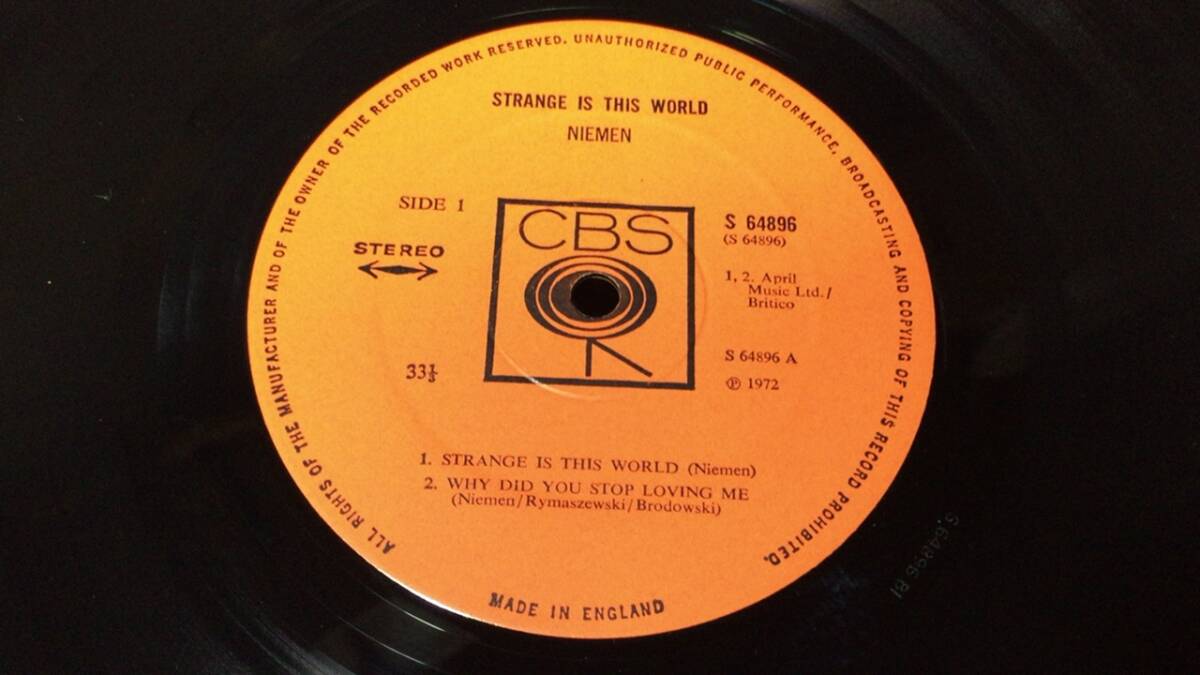 ALL RIGHTS OF THE MANUFACTURER AND OF THE OWNER OF THE RECORDED WORK RESERVED. UNAUTHORIZED PUBLIC PERFORMANCE, BROADCASTING AND COPYING OF THIS RECORD PROHIBITED.
STRANGE IS THIS WORLD
NIEMEN
SIDE 1
STEREO
33⅓
CBS
S 64896
(S 64896)
1, 2. April
Music Ltd./
Britico
S 64896 A
℗ 1972
1. STRANGE IS THIS WORLD (Niemen)
2. WHY DID YOU STOP LOVING ME
(Niemen/Rymaszewski/Brodowski)
MADE IN ENGLAND